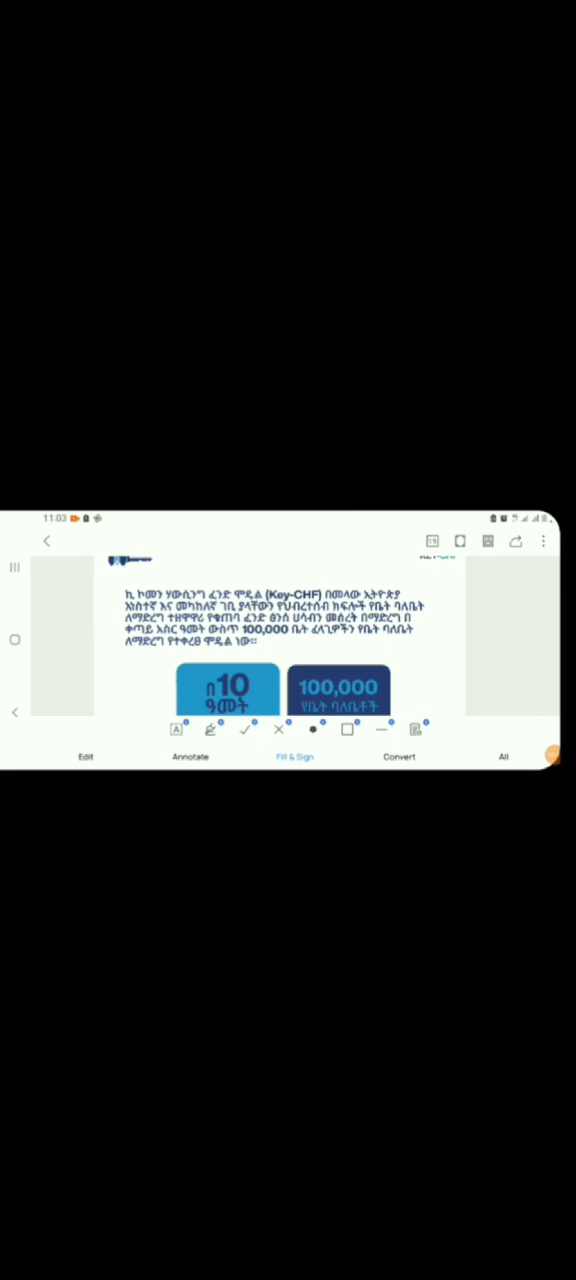 11:03
ኪ ኮመን ሃውሲንግ ፈንድ ሞዴል (Key-CHF) በመላው ኢትዮጵያ
አነስተኛ እና መካከለኛ ገቢ ያላቸውን የህብረተሰብ ክፍሎች የቤት ባለቤት
ለማድረግ ተዘዋዋሪ የቁጠባ ፈንድ ፅንሰ ሀሳብን መሰረት በማድረግ በ
ቀጣይ አስር ዓመት ውስጥ 100,000 ቤት ፈላጊዎችን የቤት ባለቤት
ለማድረግ የተቀረፀ ሞዴል ነው።
በ10
ዓመት
100,000
የቤት ባለቤቶች
Edit
Annotate
Fill & Sign
Convert
All